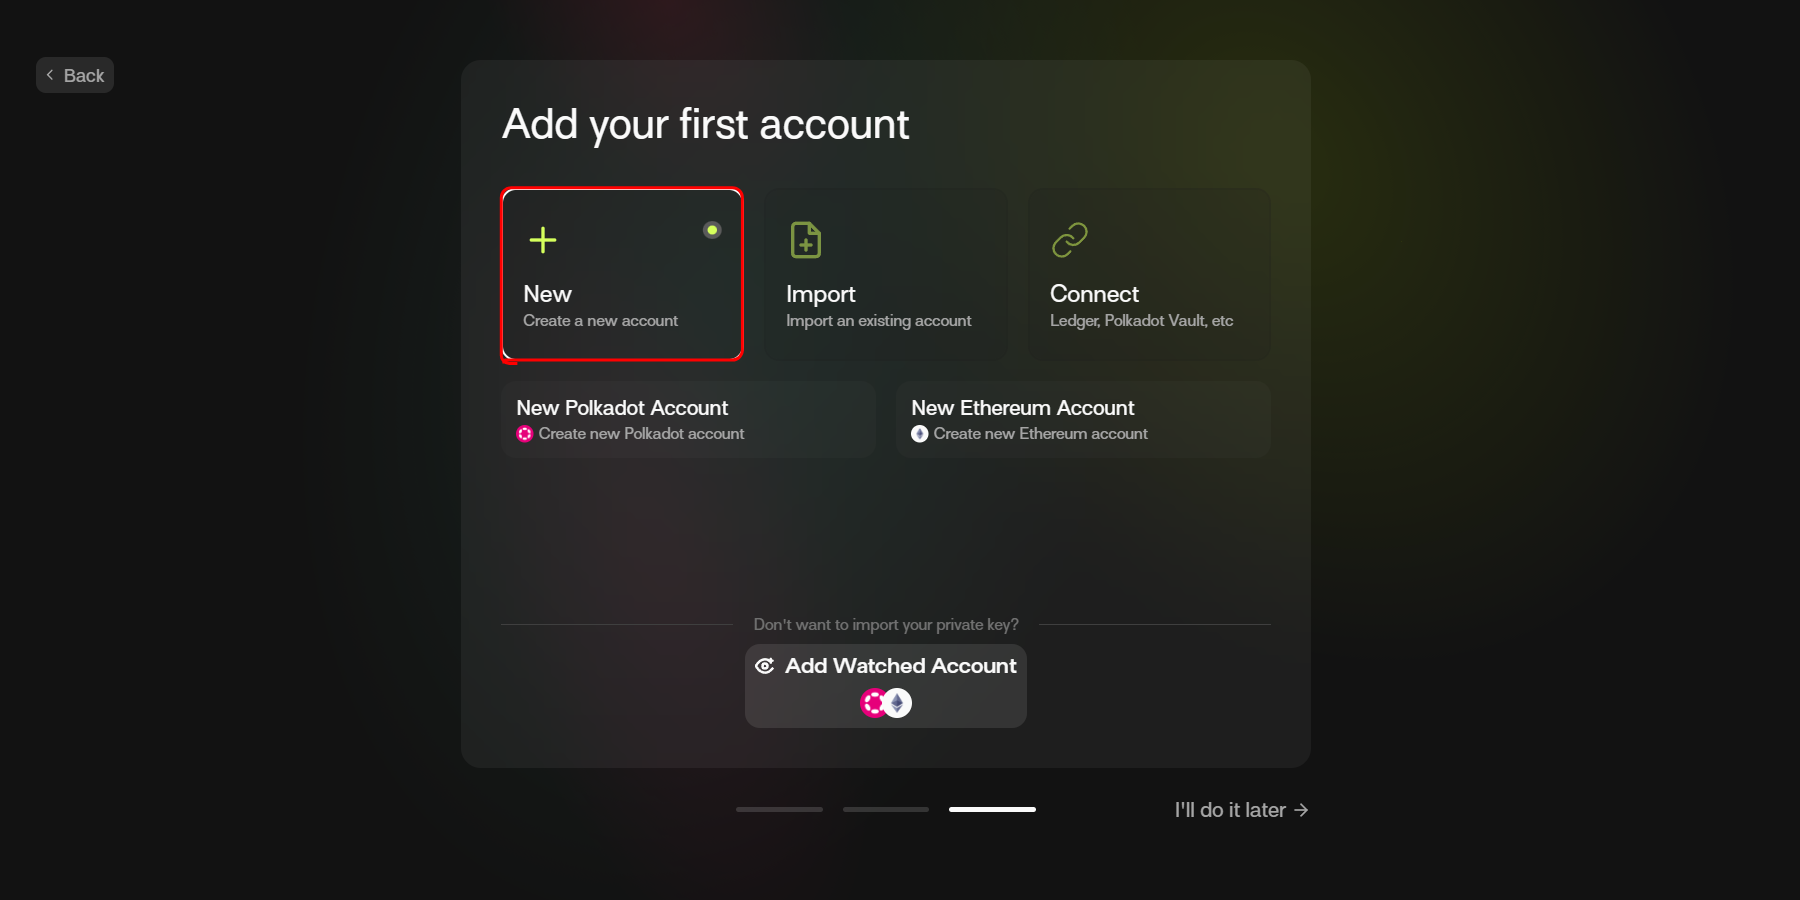 Back
Add your first account
New
Create a new account
Import
Import an existing account
Connect
Ledger, Polkadot Vault, etc
New Polkadot Account
Create new Polkadot account
New Ethereum Account
Create new Ethereum account
Don't want to import your private key?
Add Watched Account
I'll do it later